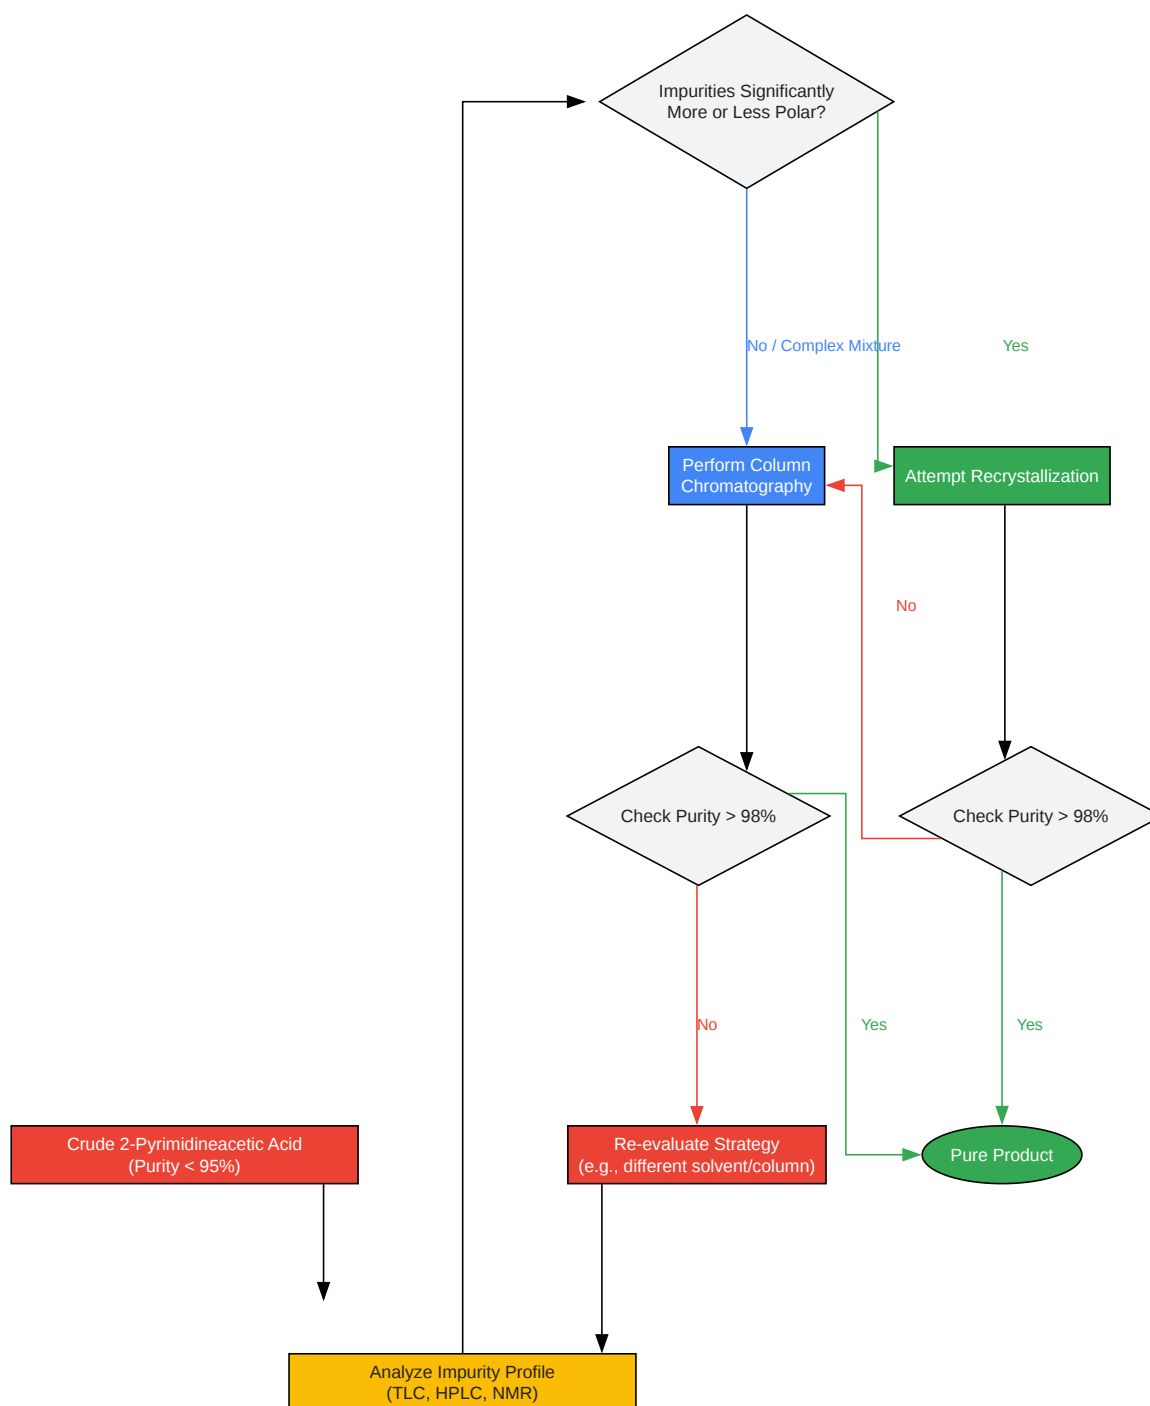 Impurities Significantly
More or Less Polar?
No / Complex Mixture
Yes
Perform Column
Chromatography
Attempt Recrystallization
No
Check Purity > 98%
Check Purity > 98%
No
Yes
Yes
Crude 2-Pyrimidineacetic Acid
(Purity < 95%)
Re-evaluate Strategy
(e.g., different solvent/column)
Pure Product
Analyze Impurity Profile
(TLC, HPLC, NMR)